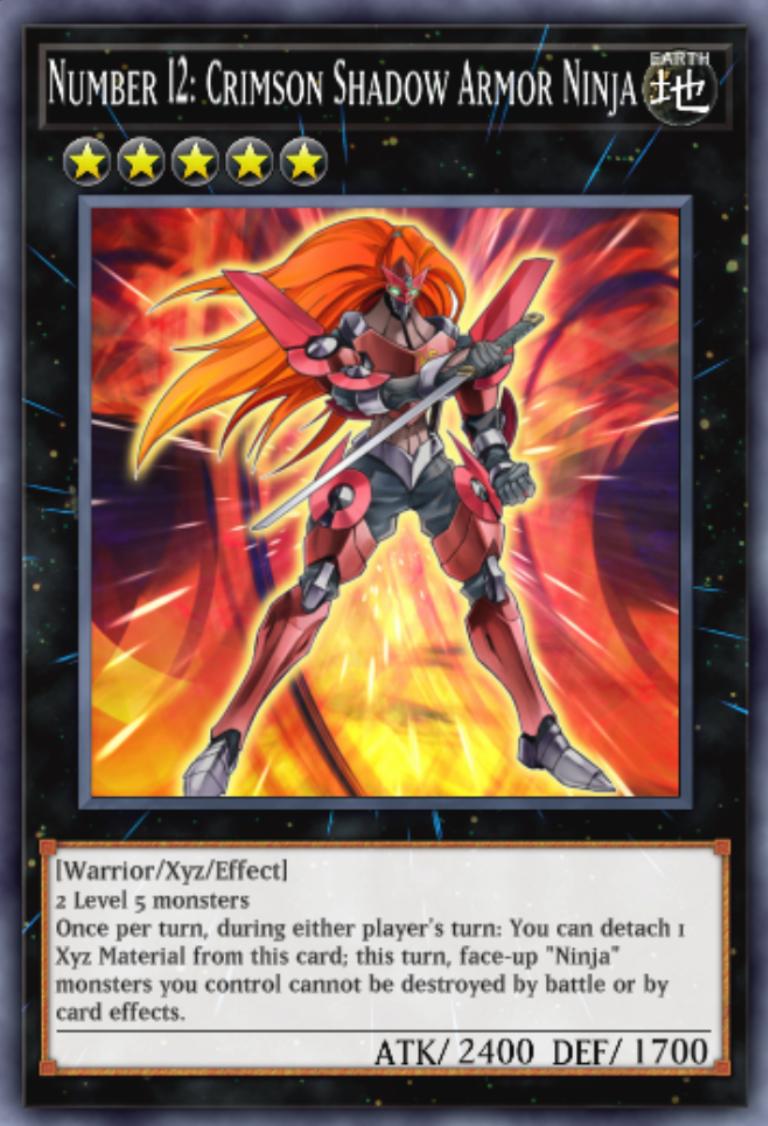 Number 12: Crimson Shadow Armor Ninja
EARTH
地
[Warrior/Xyz/Effect]
2 Level 5 monsters
Once per turn, during either player's turn: You can detach 1
Xyz Material from this card; this turn, face-up "Ninja"
monsters you control cannot be destroyed by battle or by
card effects.
ATK/ 2400 DEF/ 1700